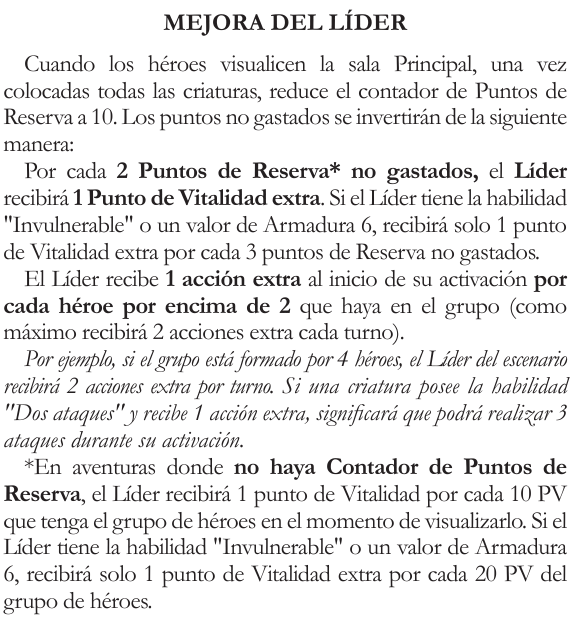 MEJORA DEL LÍDER
Cuando los héroes visualicen la sala Principal, una vez
colocadas todas las criaturas, reduce el contador de Puntos de
Reserva a 10. Los puntos no gastados se invertirán de la siguiente
manera:
Por cada 2 Puntos de Reserva* no gastados, el Líder
recibirá 1 Punto de Vitalidad extra. Si el Líder tiene la habilidad
"Invulnerable" o un valor de Armadura 6, recibirá solo 1 punto
de Vitalidad extra por cada 3 puntos de Reserva no gastados.
El Líder recibe 1 acción extra al inicio de su activación por
cada héroe por encima de 2 que haya en el grupo (como
máximo recibirá 2 acciones extra cada turno).
Por ejemplo, si el grupo está formado por 4 héroes, el Líder del escenario
recibirá 2 acciones extra por turno. Si una criatura posee la habilidad
"Dos ataques" y recibe 1 acción extra, significará que podrá realizar 3
ataques durante su activación.
*En aventuras donde no haya Contador de Puntos de
Reserva, el Líder recibirá 1 punto de Vitalidad por cada 10 PV
que tenga el grupo de héroes en el momento de visualizarlo. Si el
Líder tiene la habilidad "Invulnerable" o un valor de Armadura
6, recibirá solo 1 punto de Vitalidad extra por cada 20 PV del
grupo de héroes.